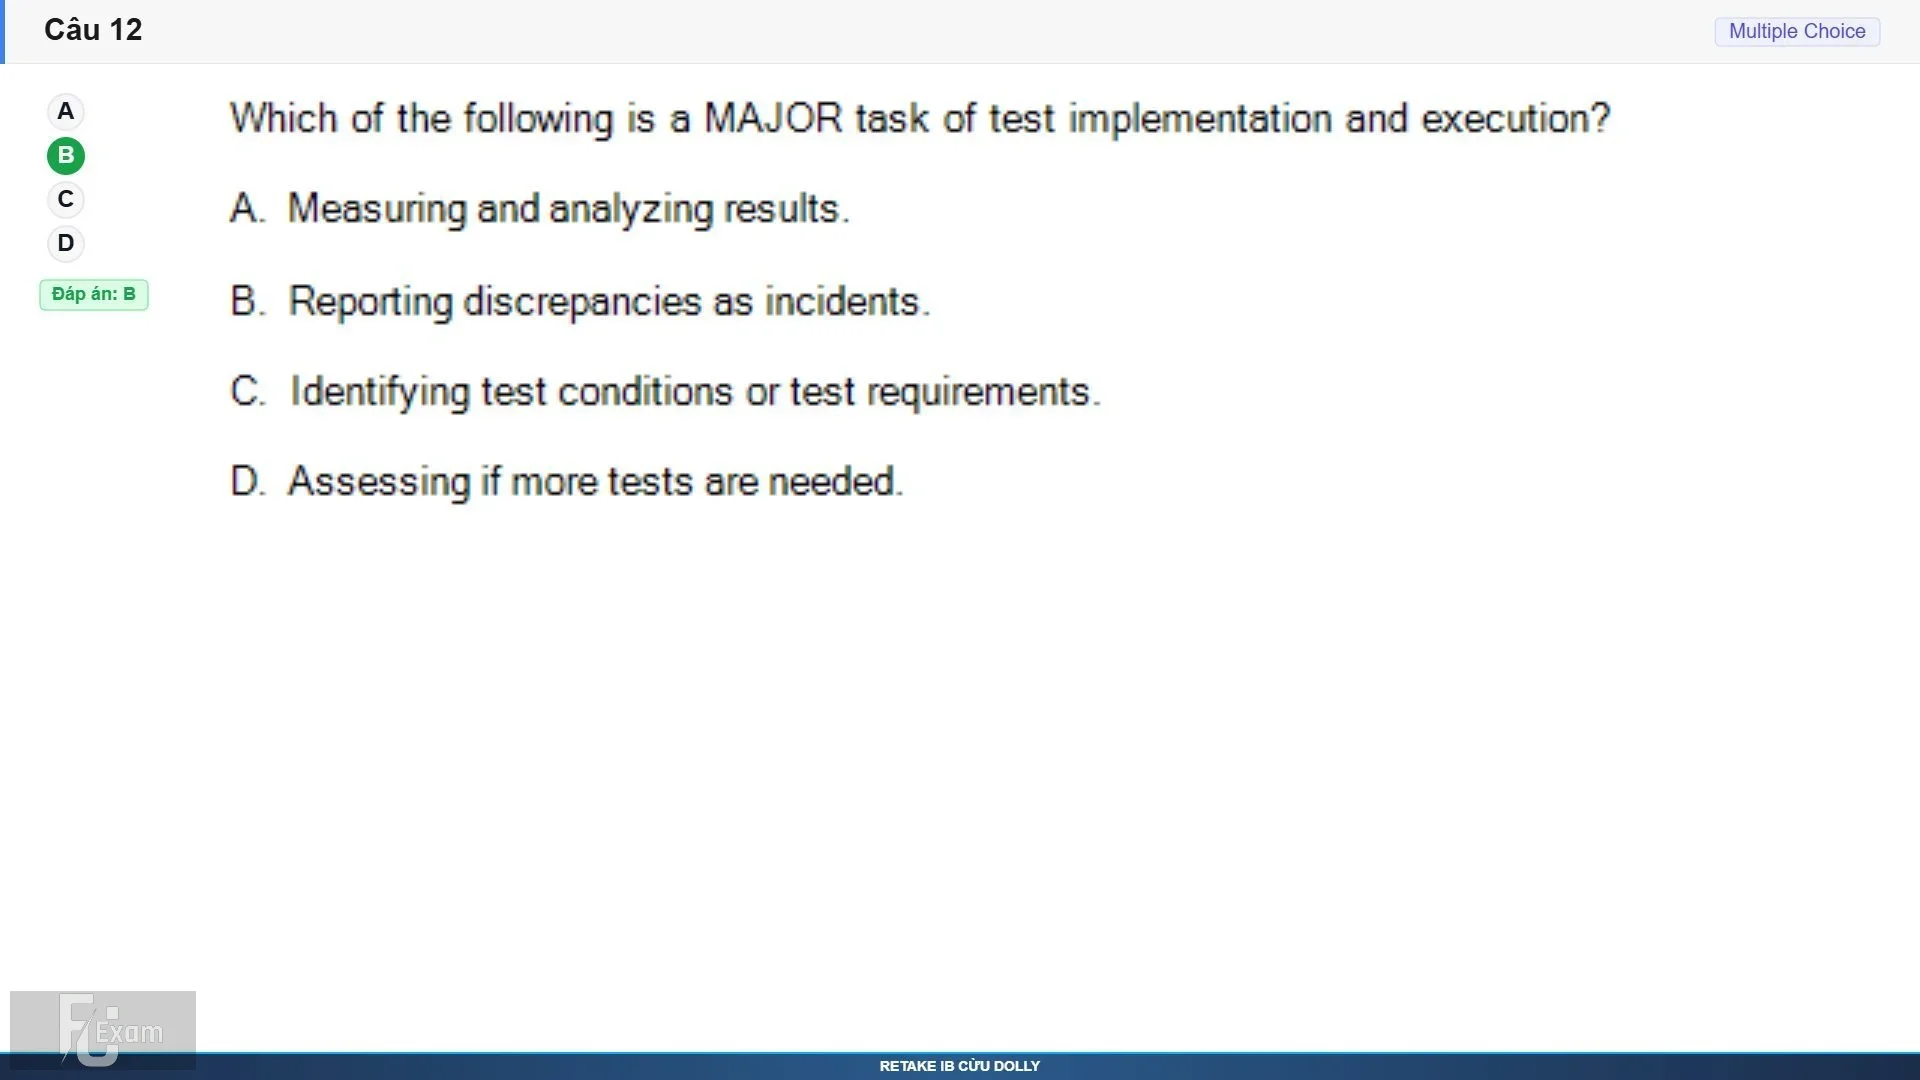 Câu 12
Multiple Choice
A
B
C
D
Đáp án: B
Which of the following is a MAJOR task of test implementation and execution?
A. Measuring and analyzing results.
B. Reporting discrepancies as incidents.
C. Identifying test conditions or test requirements.
D. Assessing if more tests are needed.
FU Exam
RETAKE IB CỪU DOLLY